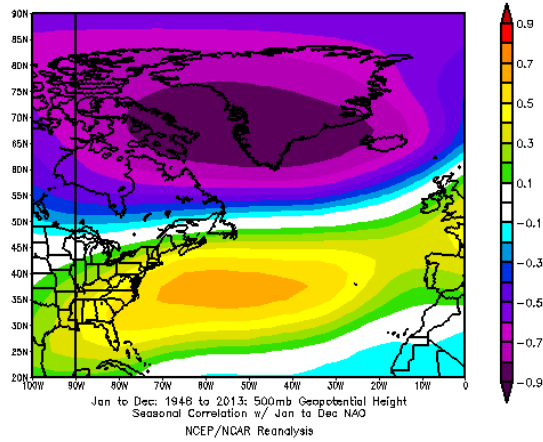 90N
85N
80N
75N
70N
65N
60N
55N
50N
45N
40N
35N
30N
25N
20N
100W 90W 80W 70W 60W 50W 40W 30W 20W 10W 0
0.9
0.7
0.5
0.3
0.1
-0.1
-0.3
-0.5
-0.7
-0.9
Jan to Dec: 1948 to 2013: 500mb Geopotential Height
Seasonal Correlation w/ Jan to Dec NAO
NCEP/NCAR Reanalysis